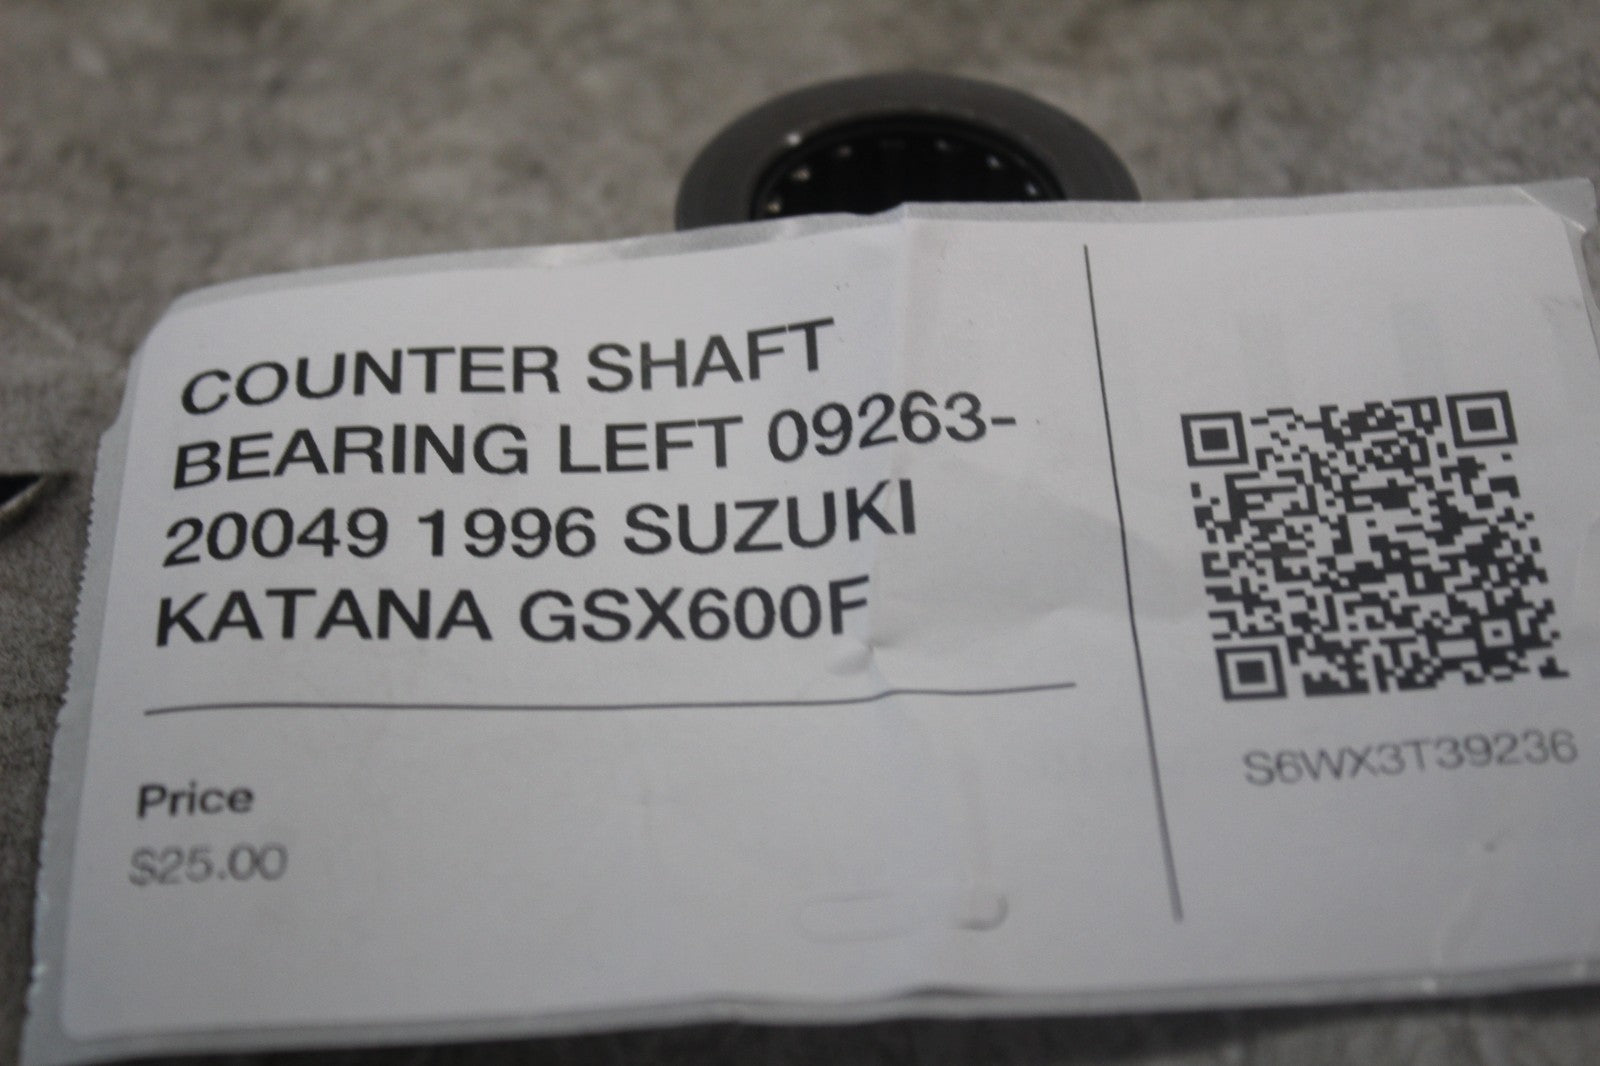 COUNTER SHAFT
BEARING LEFT 09263-
20049 1996 SUZUKI
KATANA GSX600F
Price
$25.00
S6WX3T39236